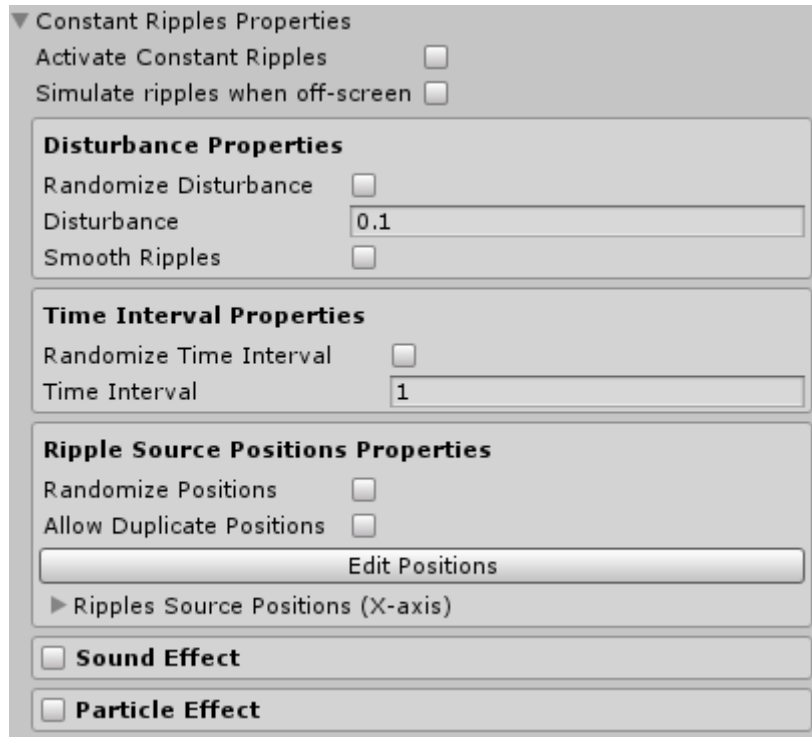 Constant Ripples Properties
Activate Constant Ripples
Simulate ripples when off-screen
Disturbance Properties
Randomize Disturbance
Disturbance 0.1
Smooth Ripples
Time Interval Properties
Randomize Time Interval
Time Interval 1
Ripple Source Positions Properties
Randomize Positions
Allow Duplicate Positions
Edit Positions
Ripples Source Positions (X-axis)
Sound Effect
Particle Effect